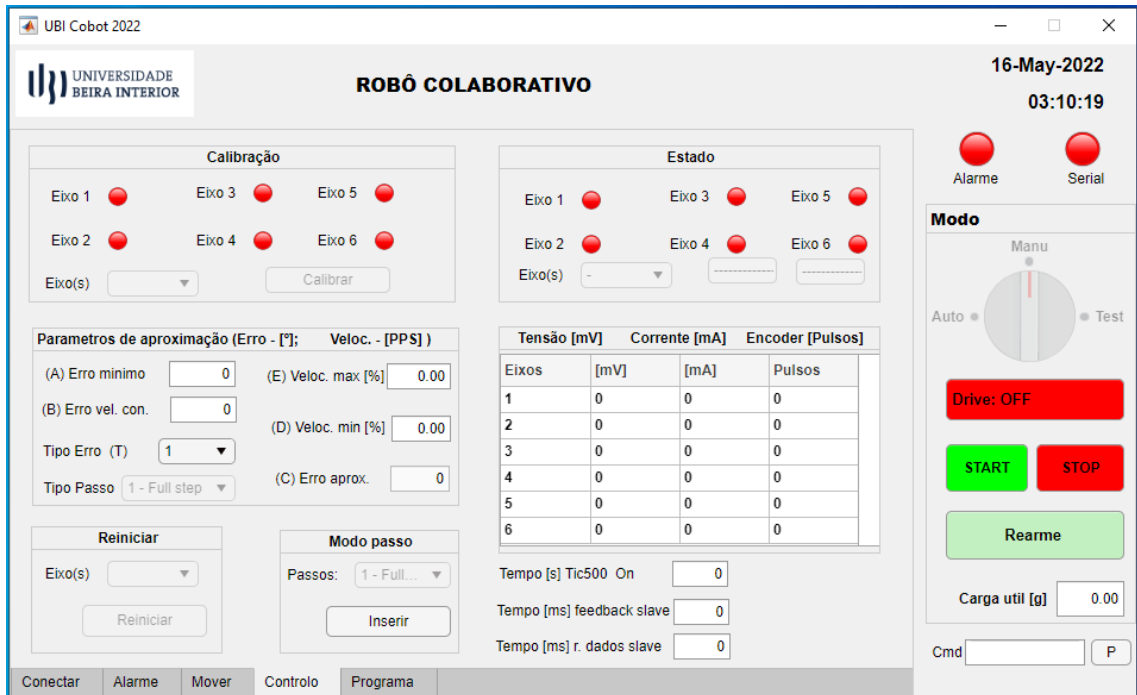 UBI Cobot 2022
UNIVERSIDADE
BEIRA INTERIOR
ROBÔ COLABORATIVO
16-May-2022
03:10:19
Alarme
Serial
Calibração
Eixo 1
Eixo 3
Eixo 5
Eixo 2
Eixo 4
Eixo 6
Eixo(s)
Calibrar
Estado
Eixo 1
Eixo 3
Eixo 5
Eixo 2
Eixo 4
Eixo 6
Eixo(s) - ------------- -------------
Parametros de aproximação (Erro - [º]; Veloc. - [PPS] )
(A) Erro minimo 0
(E) Veloc. max [%] 0.00
(B) Erro vel. con. 0
(D) Veloc. min [%] 0.00
Tipo Erro (T) 1
(C) Erro aprox. 0
Tipo Passo 1 - Full step
Tensão [mV] Corrente [mA] Encoder [Pulsos]
Eixos [mV] [mA] Pulsos
1 0 0 0
2 0 0 0
3 0 0 0
4 0 0 0
5 0 0 0
6 0 0 0
Reiniciar
Eixo(s)
Reiniciar
Modo passo
Passos: 1 - Full...
Inserir
Tempo [s] Tic500 On 0
Tempo [ms] feedback slave 0
Tempo [ms] r. dados slave 0
Modo
Manu
Auto
Test
Drive: OFF
START
STOP
Rearme
Carga util [g] 0.00
Cmd P
Conectar Alarme Mover Controlo Programa